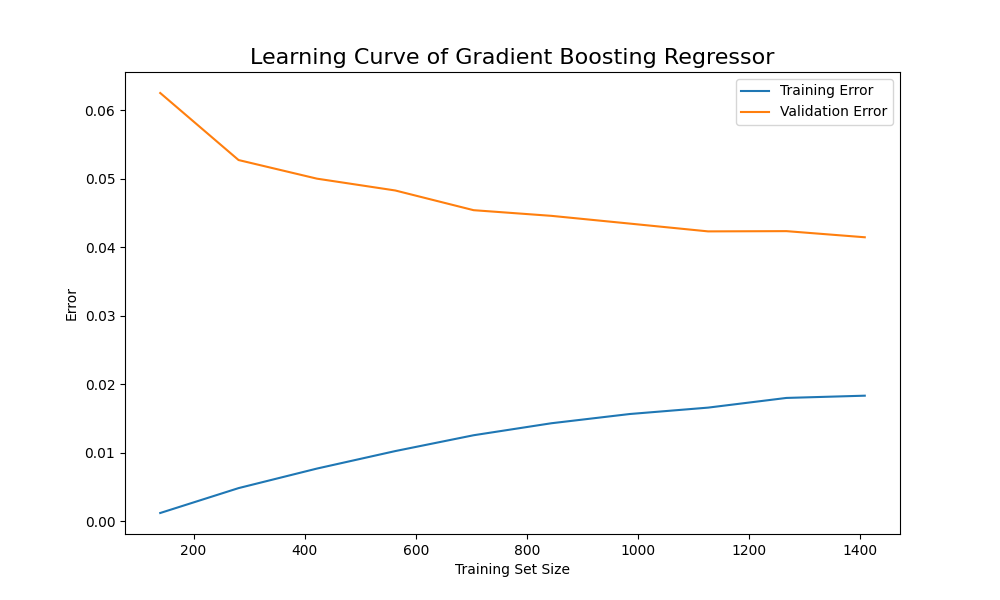 Learning Curve of Gradient Boosting Regressor
Training Error
Validation Error
0.06
0.05
0.04
0.03
0.02
0.01
0.00
Error
200 400 600 800 1000 1200 1400
Training Set Size